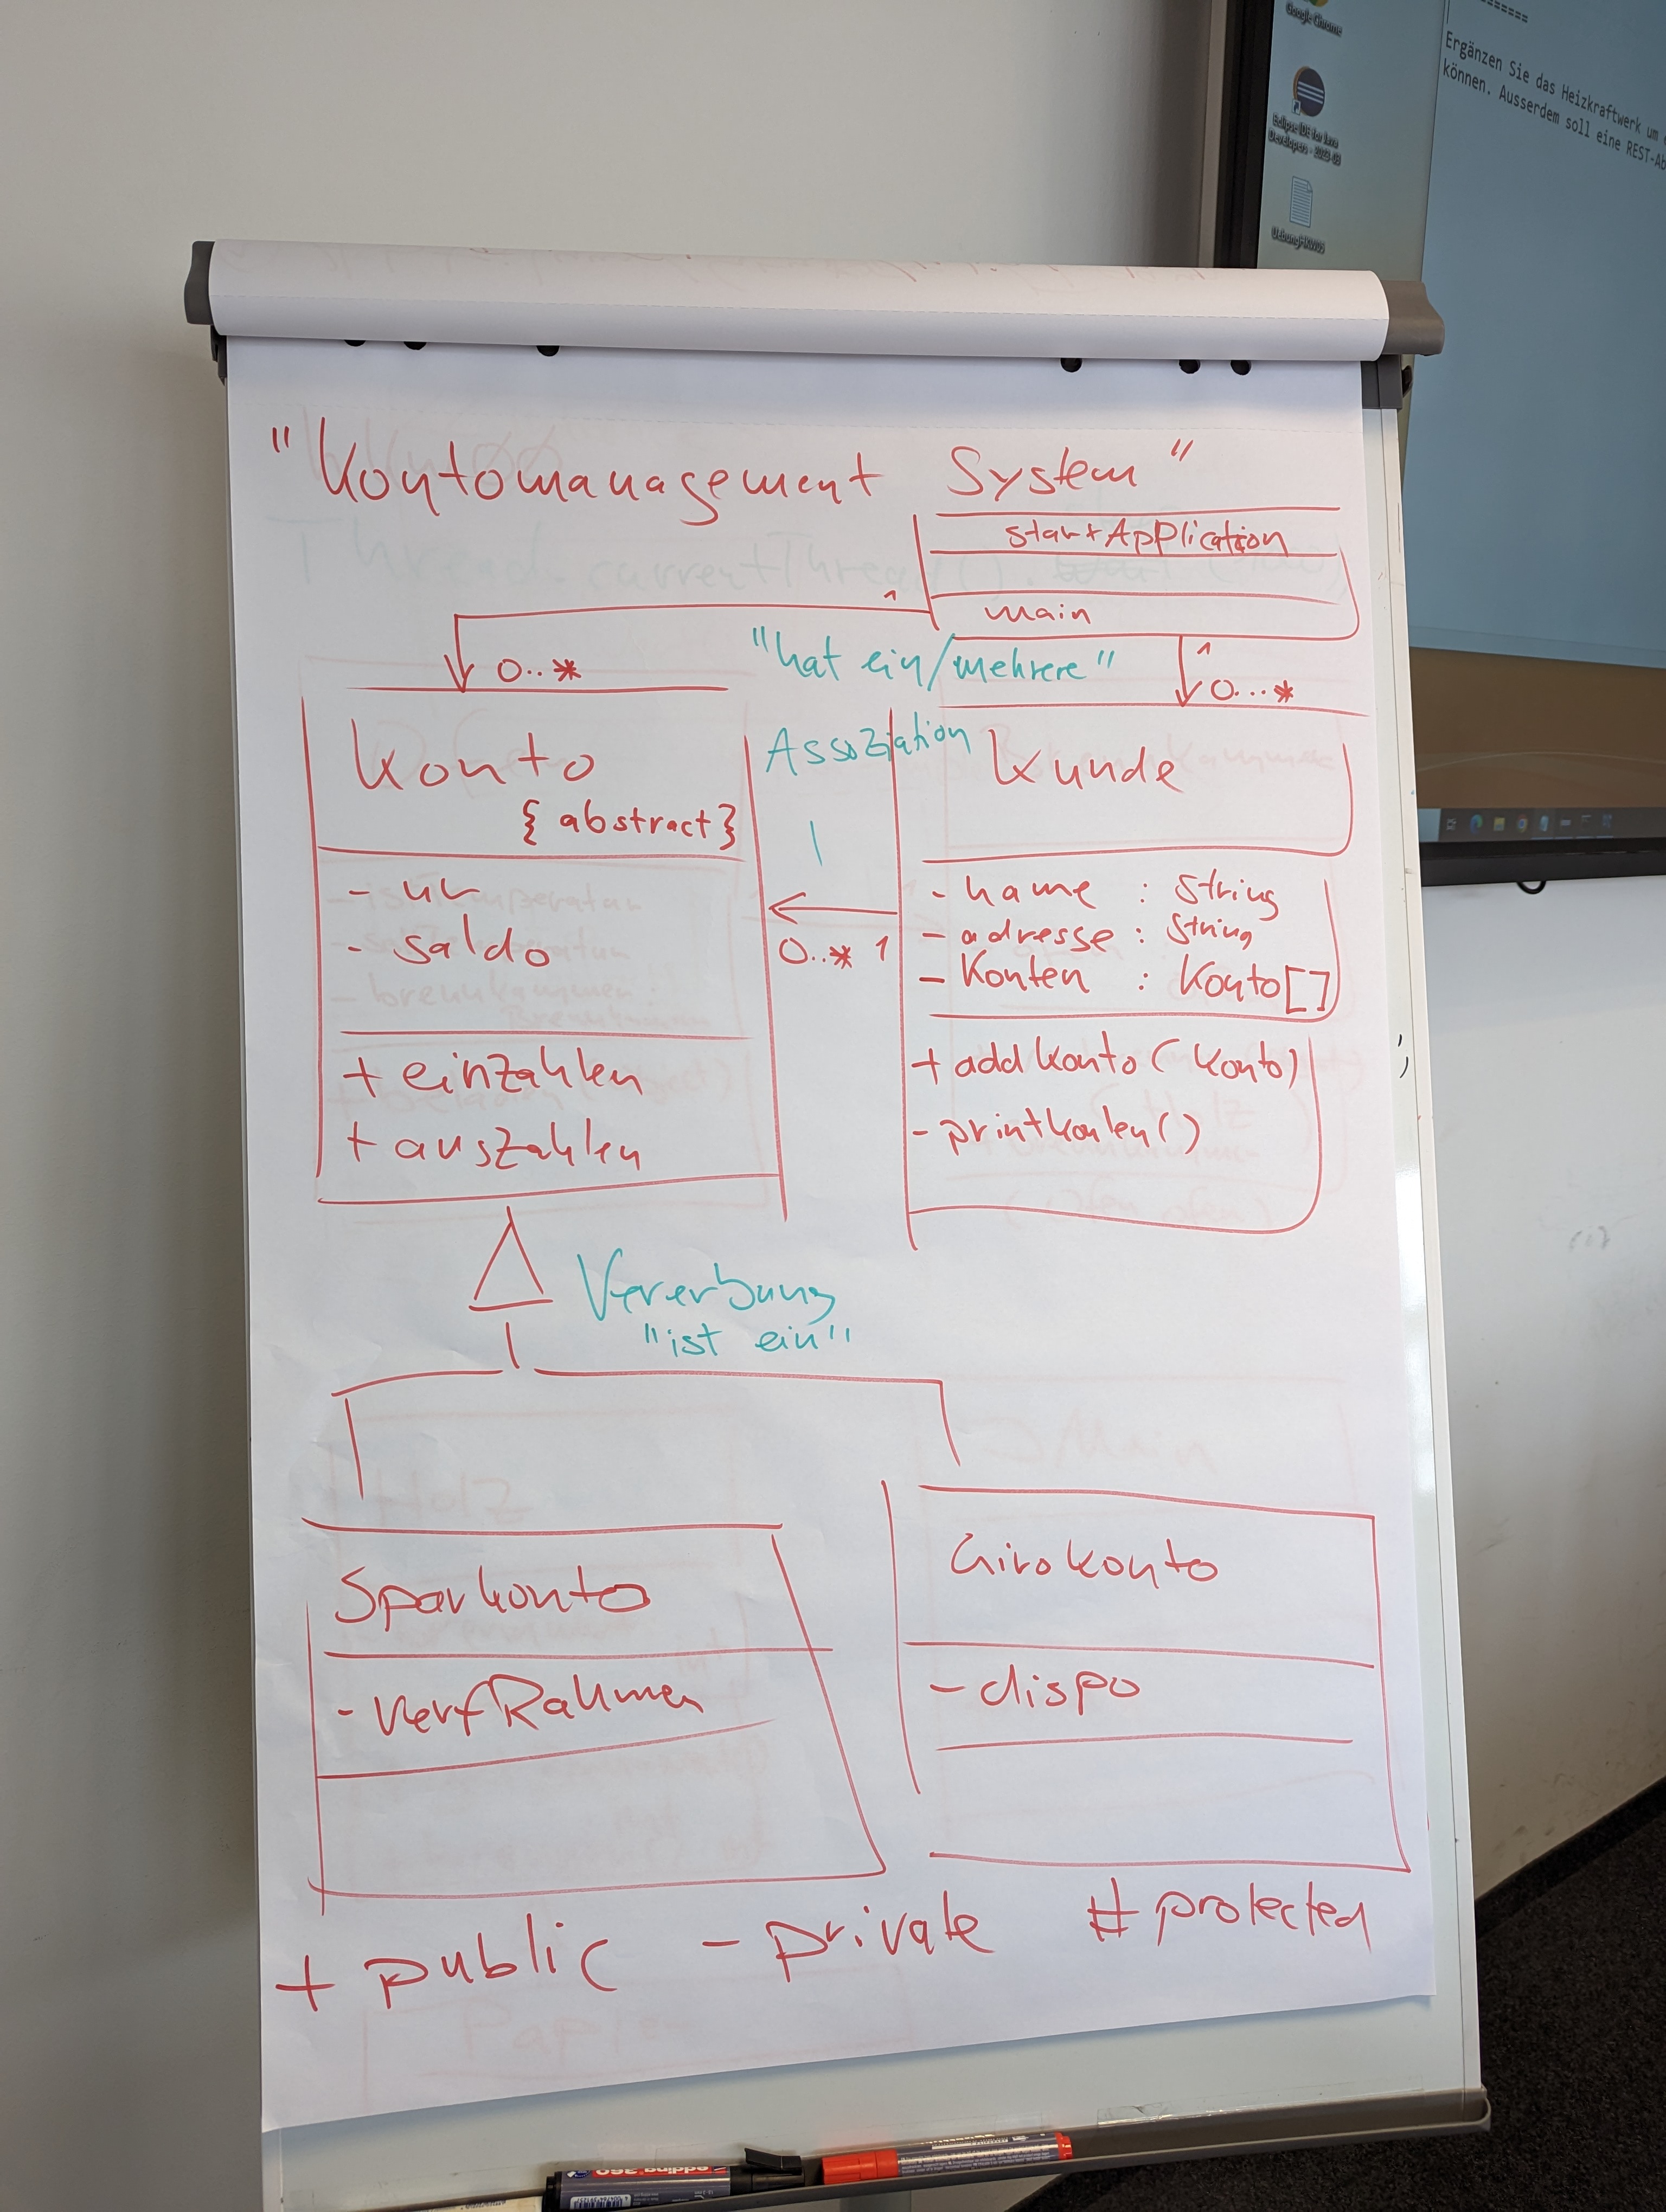 "Kontomanagement System"
startApplication
main
1
0..*
"hat ein/mehrere"
1
0...*
Konto
{abstract}
- nr
- saldo
+ einzahlen
+ auszahlen
Assoziation
0..* 1
Kunde
- name : String
- adresse : String
- Konten : Konto[]
+ addKonto(Konto)
- printKonten()
Vererbung
"ist ein"
Sparkonto
- verfRahmen
Girokonto
- dispo
+ public - private # protected
Google Chrome
Eclipse IDE for Java
Developers - 2023-03
=======
Ergänzen Sie das Heizkraftwerk um
können. Ausserdem soll eine REST-Ab
edding 360